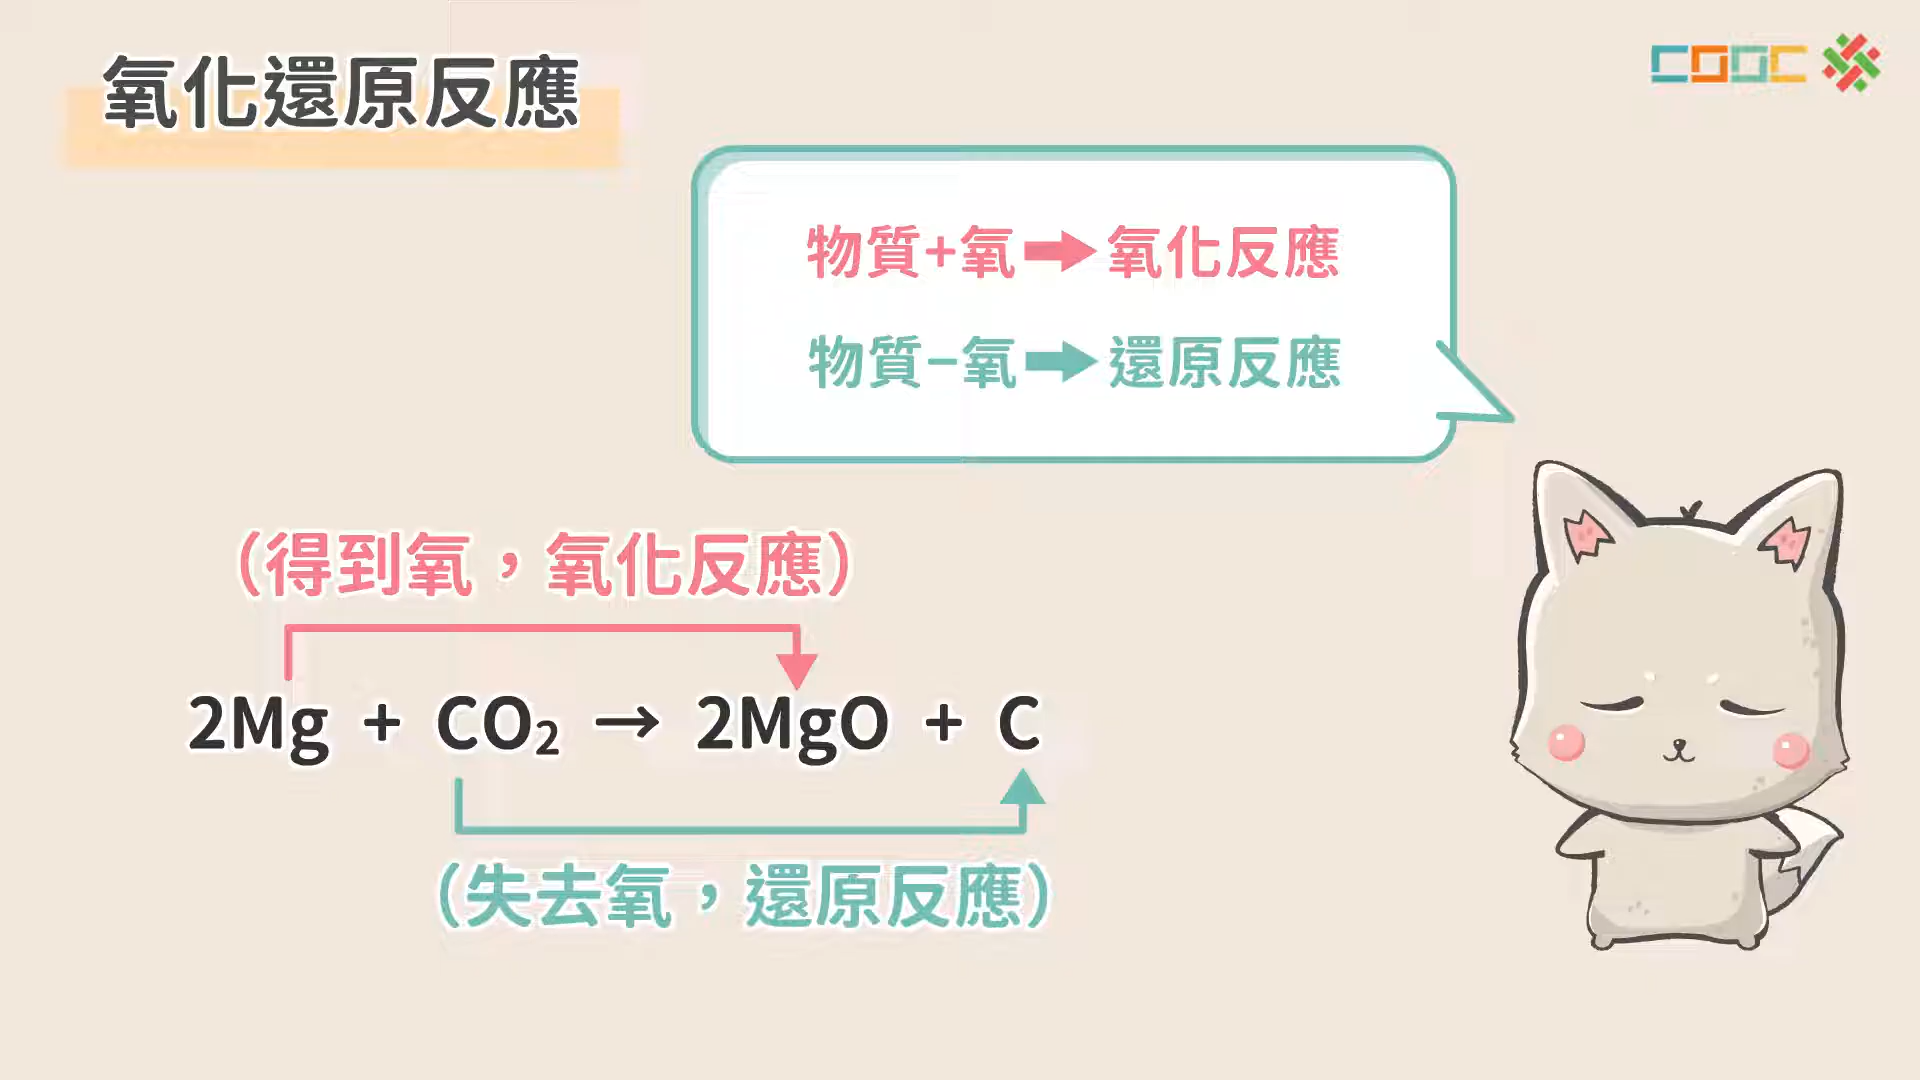 氧化還原反應
COOC
物質+氧➡氧化反應
物質−氧➡還原反應
(得到氧，氧化反應)
2Mg + CO₂ → 2MgO + C
(失去氧，還原反應)